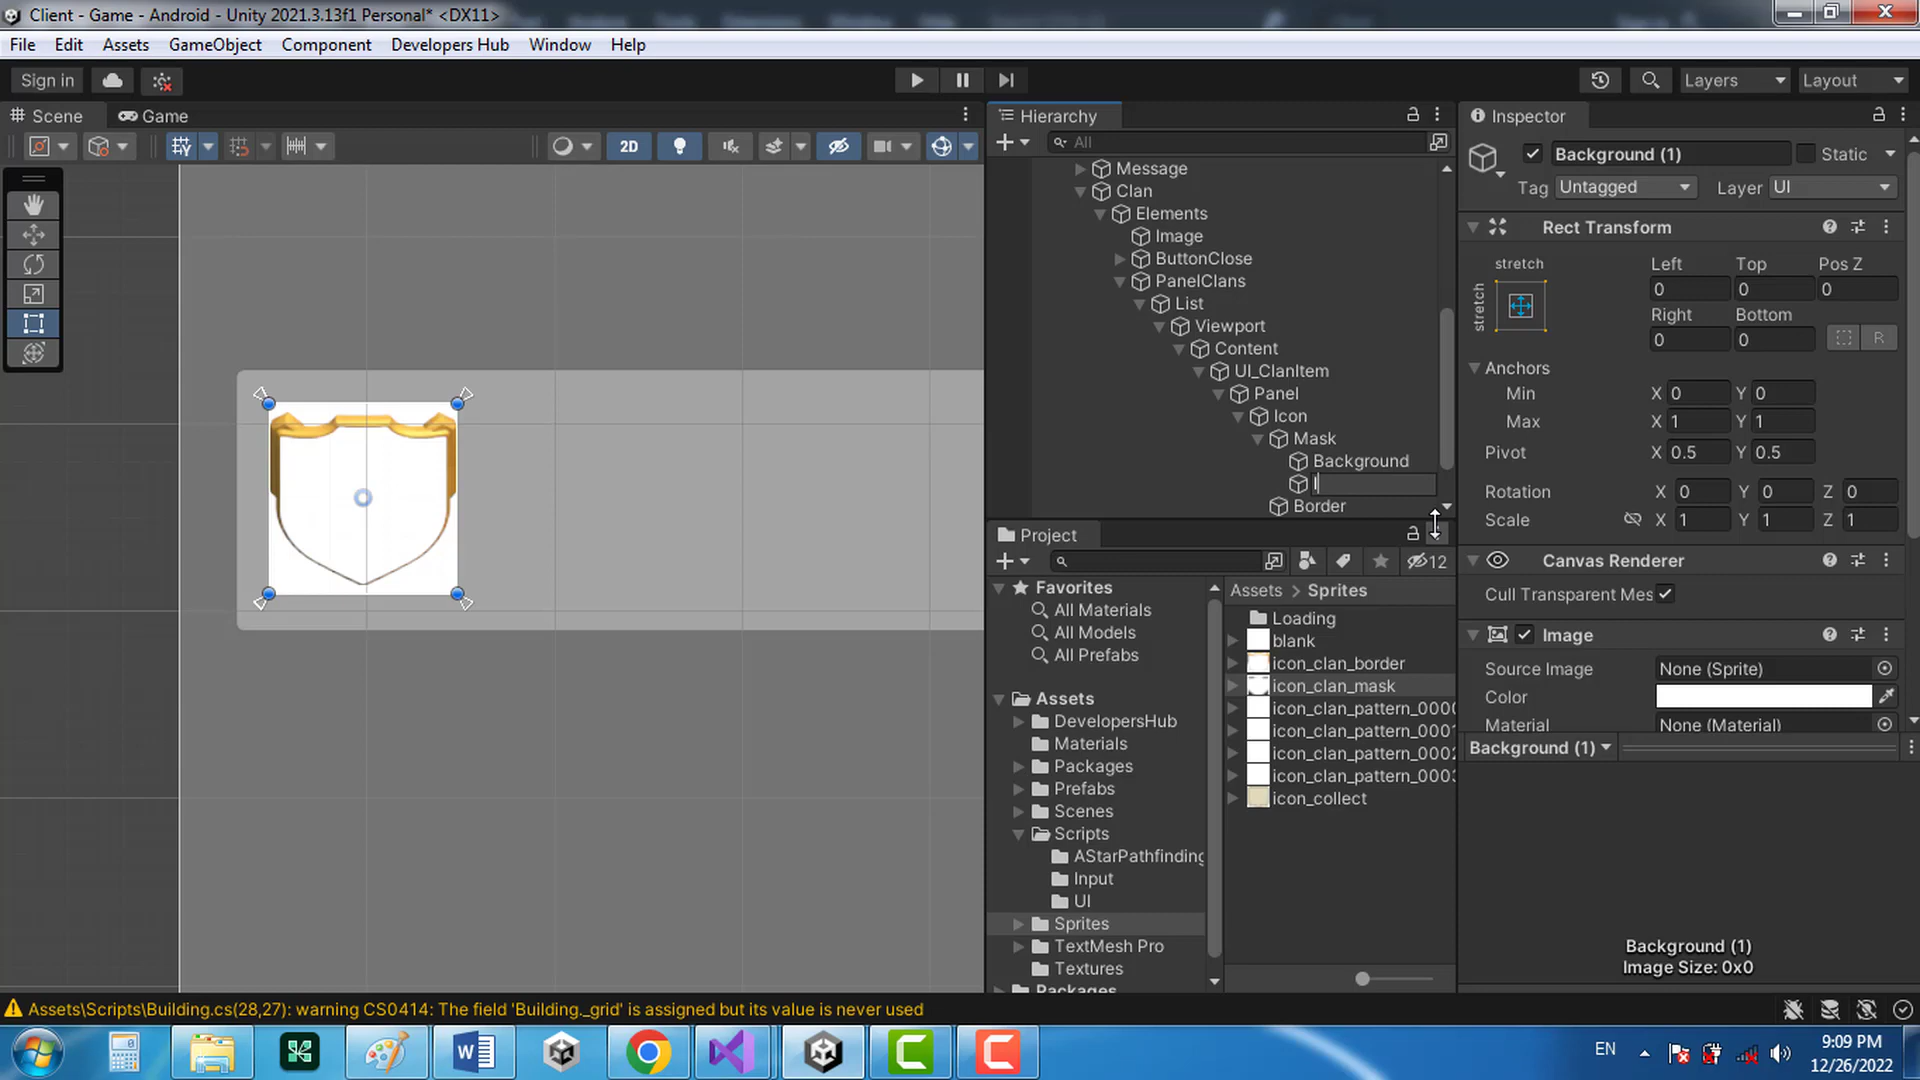 Client - Game - Android - Unity 2021.3.13f1 Personal* <DX11>
File Edit Assets GameObject Component Developers Hub Window Help
Sign in Layers Layout
Scene Game Hierarchy Inspector
2D All Background (1) Static
Tag Untagged Layer UI
Message
Clan
Elements
Image
ButtonClose
PanelClans
List
Viewport
Content
UI_ClanItem
Panel
Icon
Mask
Background
I
Border
Rect Transform
stretch Left Top Pos Z
stretch 0 0 0
Right Bottom
0 0 R
Anchors
Min X 0 Y 0
Max X 1 Y 1
Pivot X 0.5 Y 0.5
Rotation X 0 Y 0 Z 0
Scale X 1 Y 1 Z 1
Canvas Renderer
Cull Transparent Mes
Image
Source Image None (Sprite)
Color
Material None (Material)
Background (1)
Background (1)
Image Size: 0x0
Project
12
Favorites
All Materials
All Models
All Prefabs
Assets
DevelopersHub
Materials
Packages
Prefabs
Scenes
Scripts
AStarPathfinding
Input
UI
Sprites
TextMesh Pro
Textures
Packages
Assets > Sprites
Loading
blank
icon_clan_border
icon_clan_mask
icon_clan_pattern_0000
icon_clan_pattern_0001
icon_clan_pattern_0002
icon_clan_pattern_0003
icon_collect
Assets\Scripts\Building.cs(28,27): warning CS0414: The field 'Building._grid' is assigned but its value is never used
EN 9:09 PM
12/26/2022